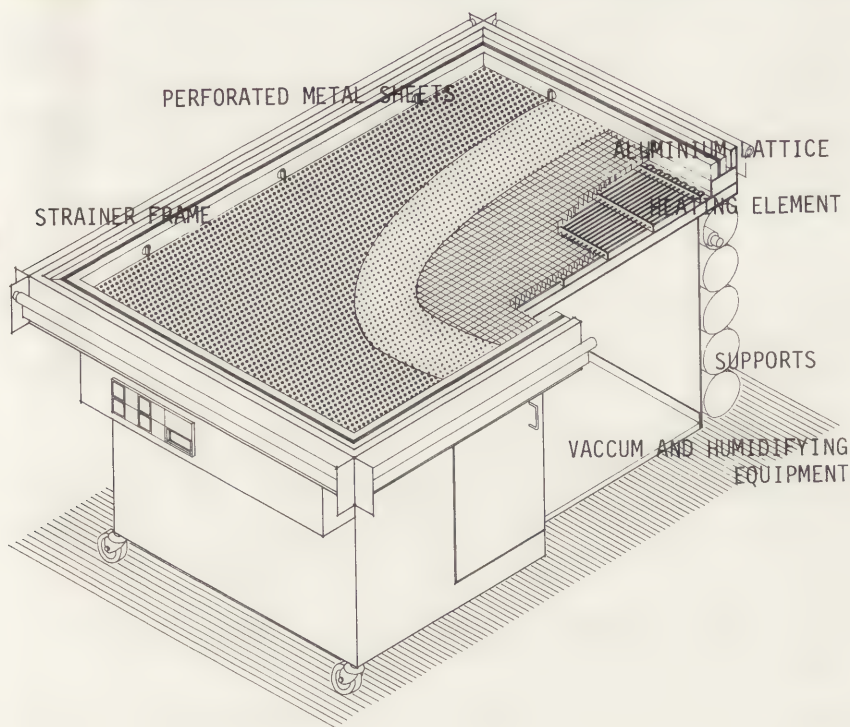 PERFORATED METAL SHEETS
ALUMINIUM LATTICE
HEATING ELEMENT
STRAINER FRAME
SUPPORTS
VACCUM AND HUMIDIFYING
EQUIPMENT